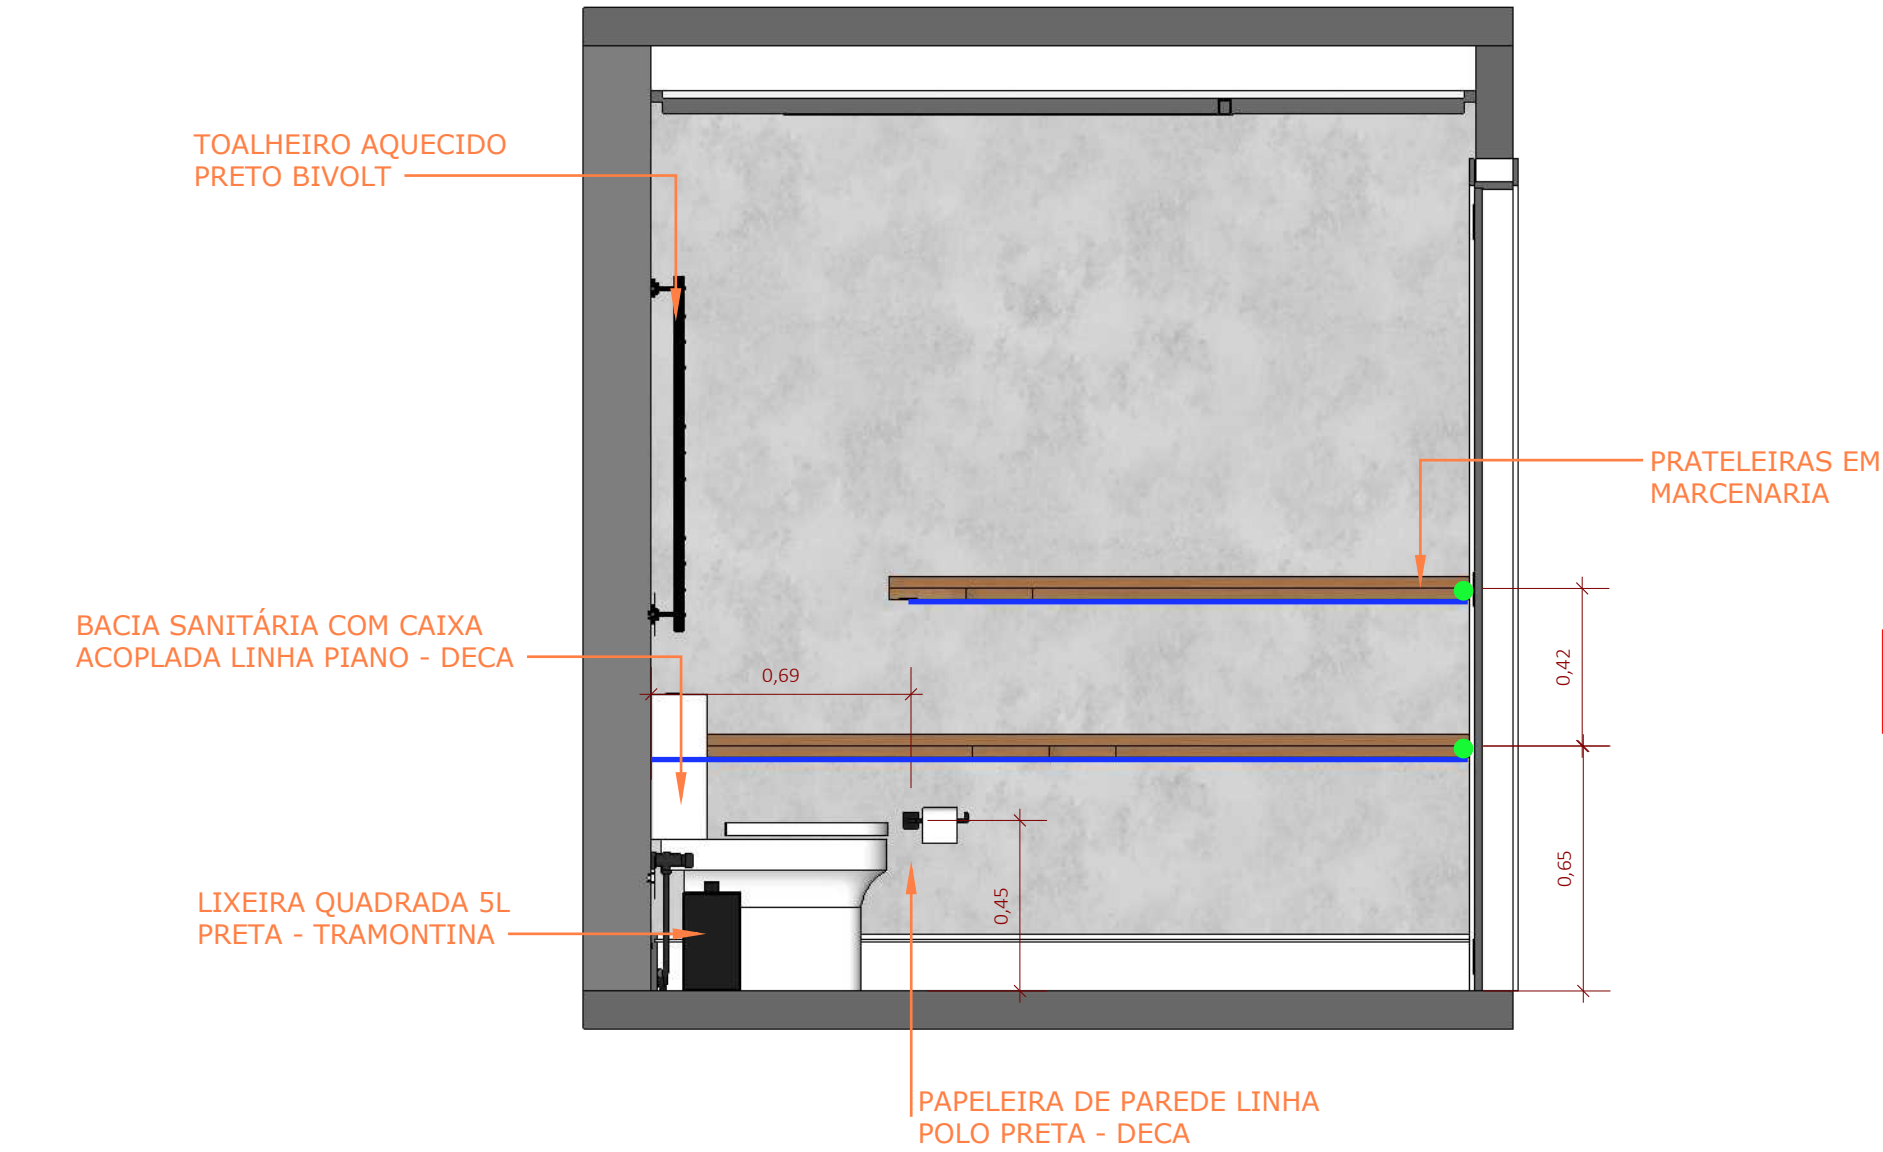 TOALHEIRO AQUECIDO
PRETO BIVOLT
PRATELEIRAS EM
MARCENARIA
BACIA SANITÁRIA COM CAIXA
ACOPLADA LINHA PIANO - DECA
0,69
0,42
0,65
0,45
LIXEIRA QUADRADA 5L
PRETA - TRAMONTINA
PAPELEIRA DE PAREDE LINHA
POLO PRETA - DECA